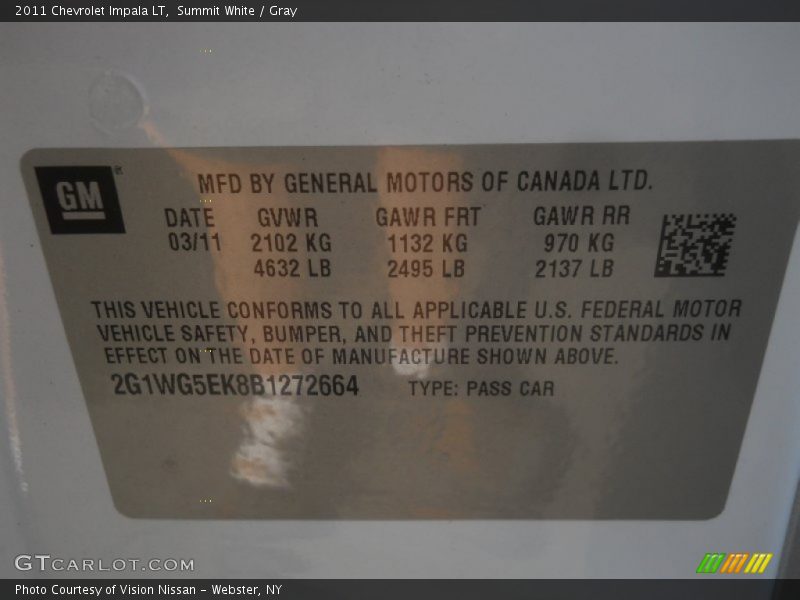 2011 Chevrolet Impala LT, Summit White / Gray
GM
MFD BY GENERAL MOTORS OF CANADA LTD.
DATE GVWR GAWR FRT GAWR RR
03/11 2102 KG 1132 KG 970 KG
4632 LB 2495 LB 2137 LB
THIS VEHICLE CONFORMS TO ALL APPLICABLE U.S. FEDERAL MOTOR
VEHICLE SAFETY, BUMPER, AND THEFT PREVENTION STANDARDS IN
EFFECT ON THE DATE OF MANUFACTURE SHOWN ABOVE.
2G1WG5EK8B1272664 TYPE: PASS CAR
GTCARLOT.COM
Photo Courtesy of Vision Nissan - Webster, NY